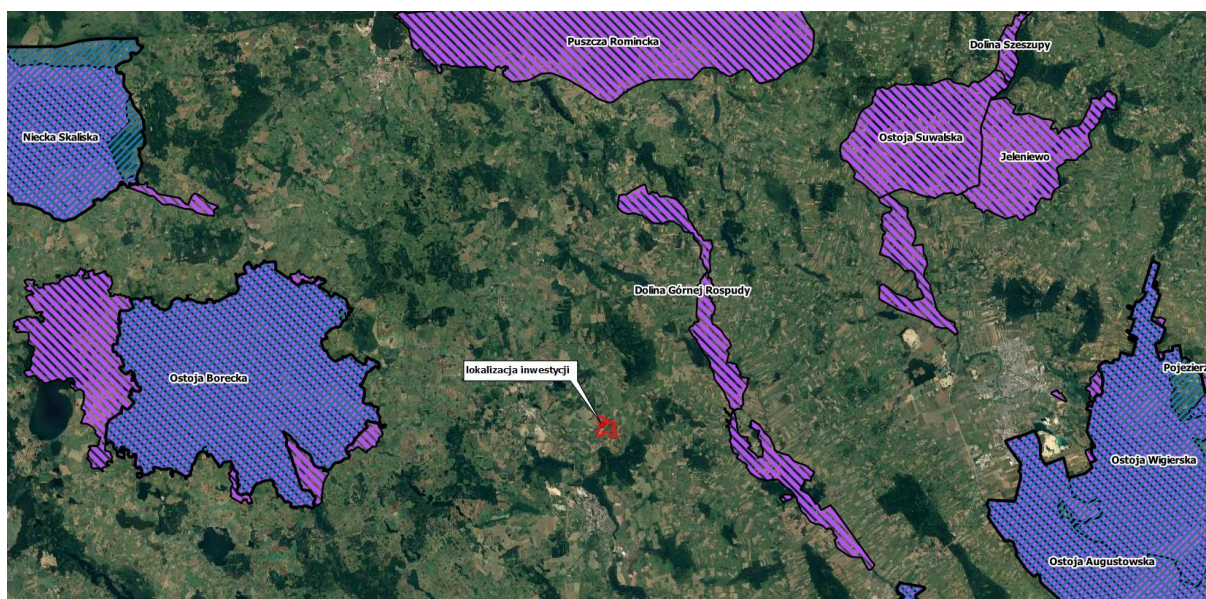 Puszcza Romincka
Dolina Szeszupy
Niecka Skaliska
Ostoja Suwalska
Jeleniewo
Dolina Górnej Rospudy
lokalizacja inwestycji
Ostoja Borecka
Pojezierz
Ostoja Wigierska
Ostoja Augustowska